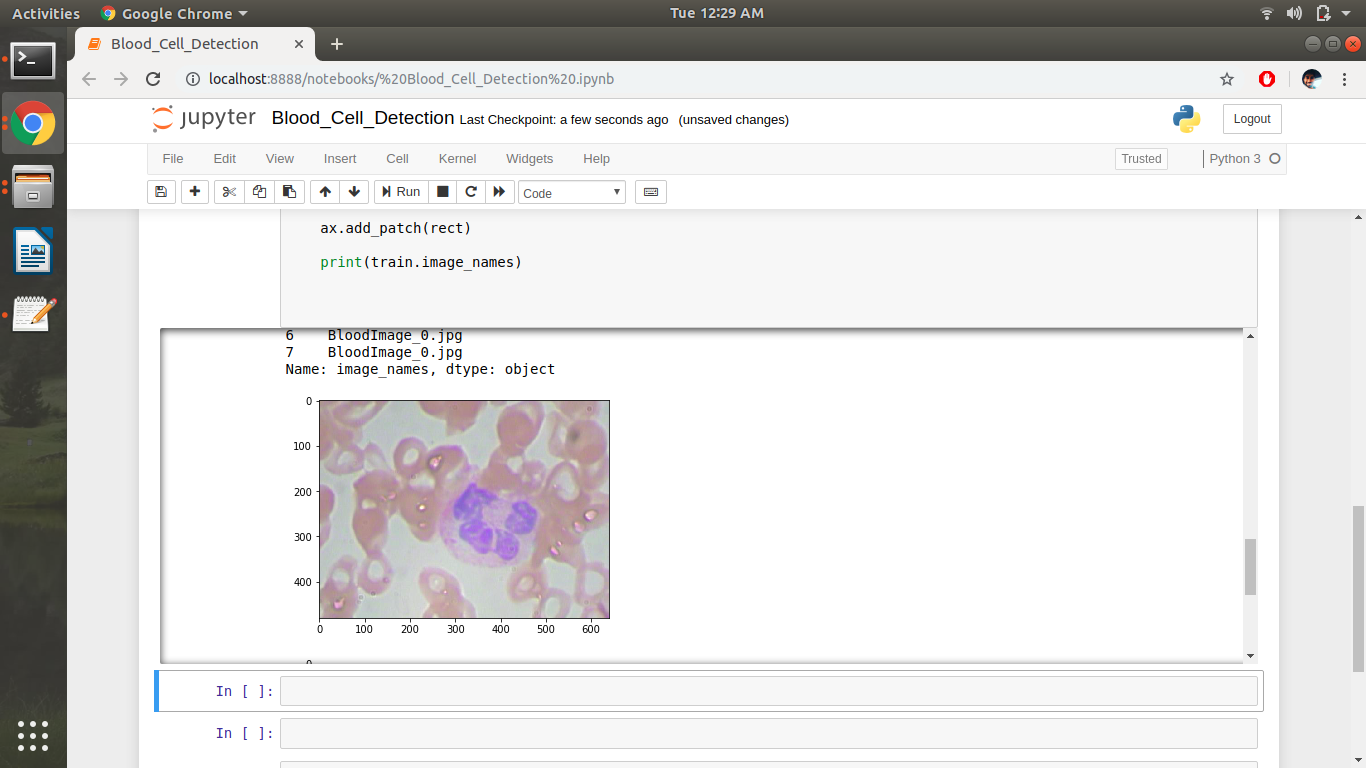 Activities Google Chrome Tue 12:29 AM
Blood_Cell_Detection
localhost:8888/notebooks/%20Blood_Cell_Detection%20.ipynb
jupyter Blood_Cell_Detection Last Checkpoint: a few seconds ago (unsaved changes) Logout
File Edit View Insert Cell Kernel Widgets Help Trusted Python 3
Run Code
ax.add_patch(rect)
print(train.image_names)
6 BloodImage_0.jpg
7 BloodImage_0.jpg
Name: image_names, dtype: object
0
100
200
300
400
0 100 200 300 400 500 600
0
In [ ]:
In [ ]: